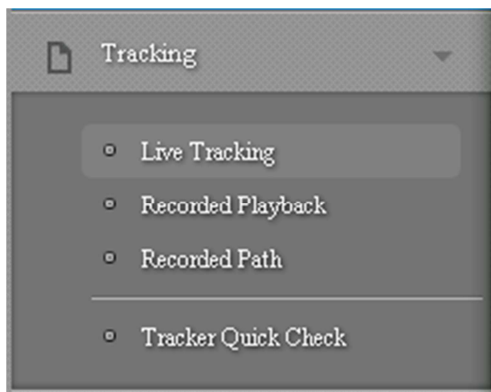 Tracking
Live Tracking
Recorded Playback
Recorded Path
Tracker Quick Check